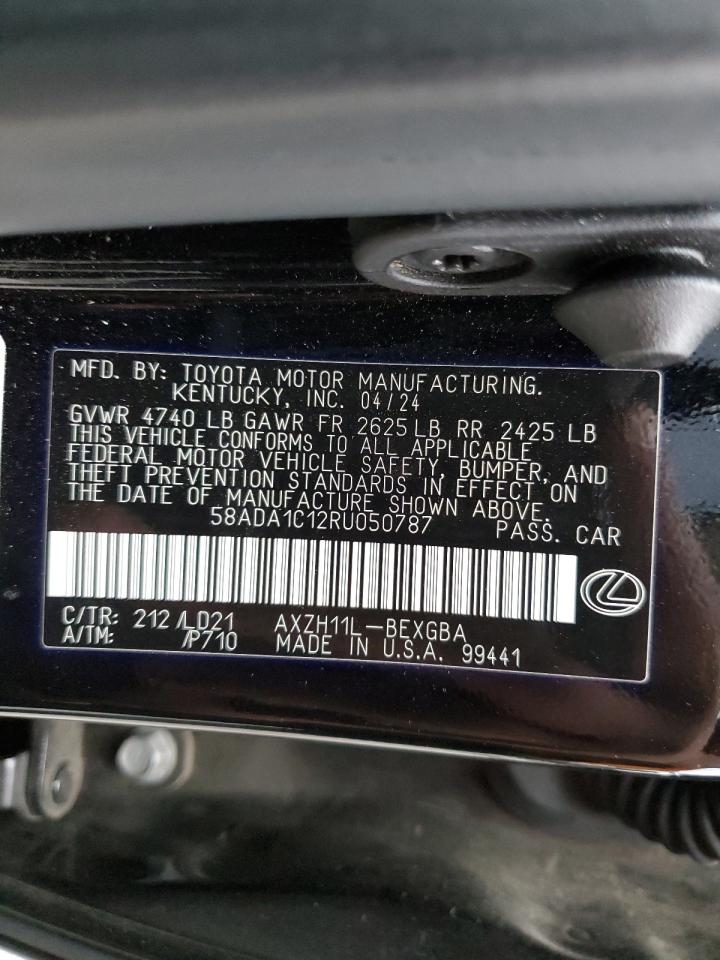 MFD. BY: TOYOTA MOTOR MANUFACTURING.
KENTUCKY, INC. 04/24
GVWR 4740 LB GAWR FR 2625 LB RR 2425 LB
THIS VEHICLE CONFORMS TO ALL APPLICABLE
FEDERAL MOTOR VEHICLE SAFETY, BUMPER, AND
THEFT PREVENTION STANDARDS IN EFFECT ON
THE DATE OF MANUFACTURE SHOWN ABOVE.
58ADA1C12RU050787 PASS. CAR
C/TR: 212 /LD21 AXZH11L-BEXGBA
A/TM: /P710 MADE IN U.S.A. 99441